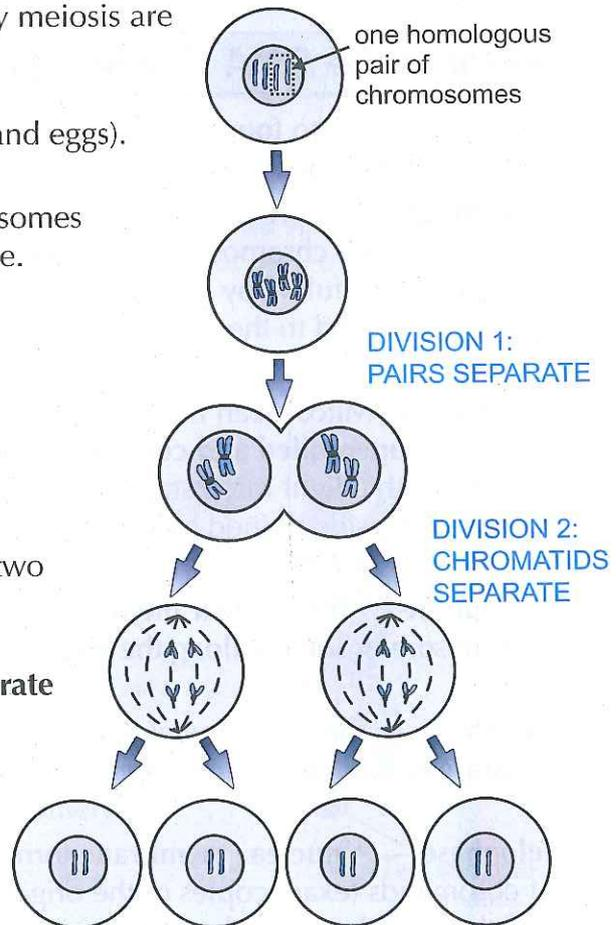 y meiosis are
one homologous
pair of
chromosomes
and eggs).
somes
e.
DIVISION 1:
PAIRS SEPARATE
DIVISION 2:
CHROMATIDS
SEPARATE
two
rate